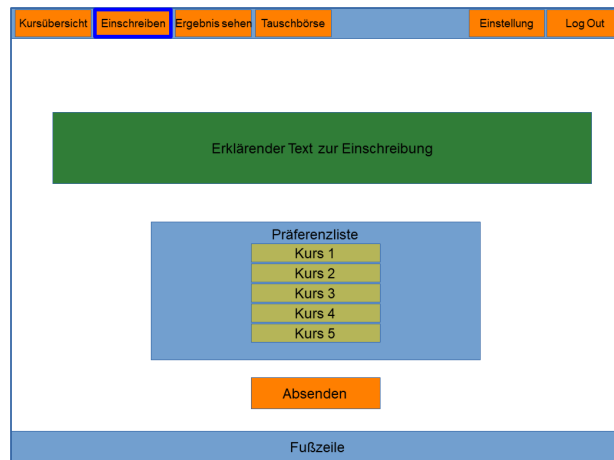 Kursübersicht Einschreiben Ergebnis sehen Tauschbörse Einstellung Log Out
Erklärender Text zur Einschreibung
Präferenzliste
Kurs 1
Kurs 2
Kurs 3
Kurs 4
Kurs 5
Absenden
Fußzeile